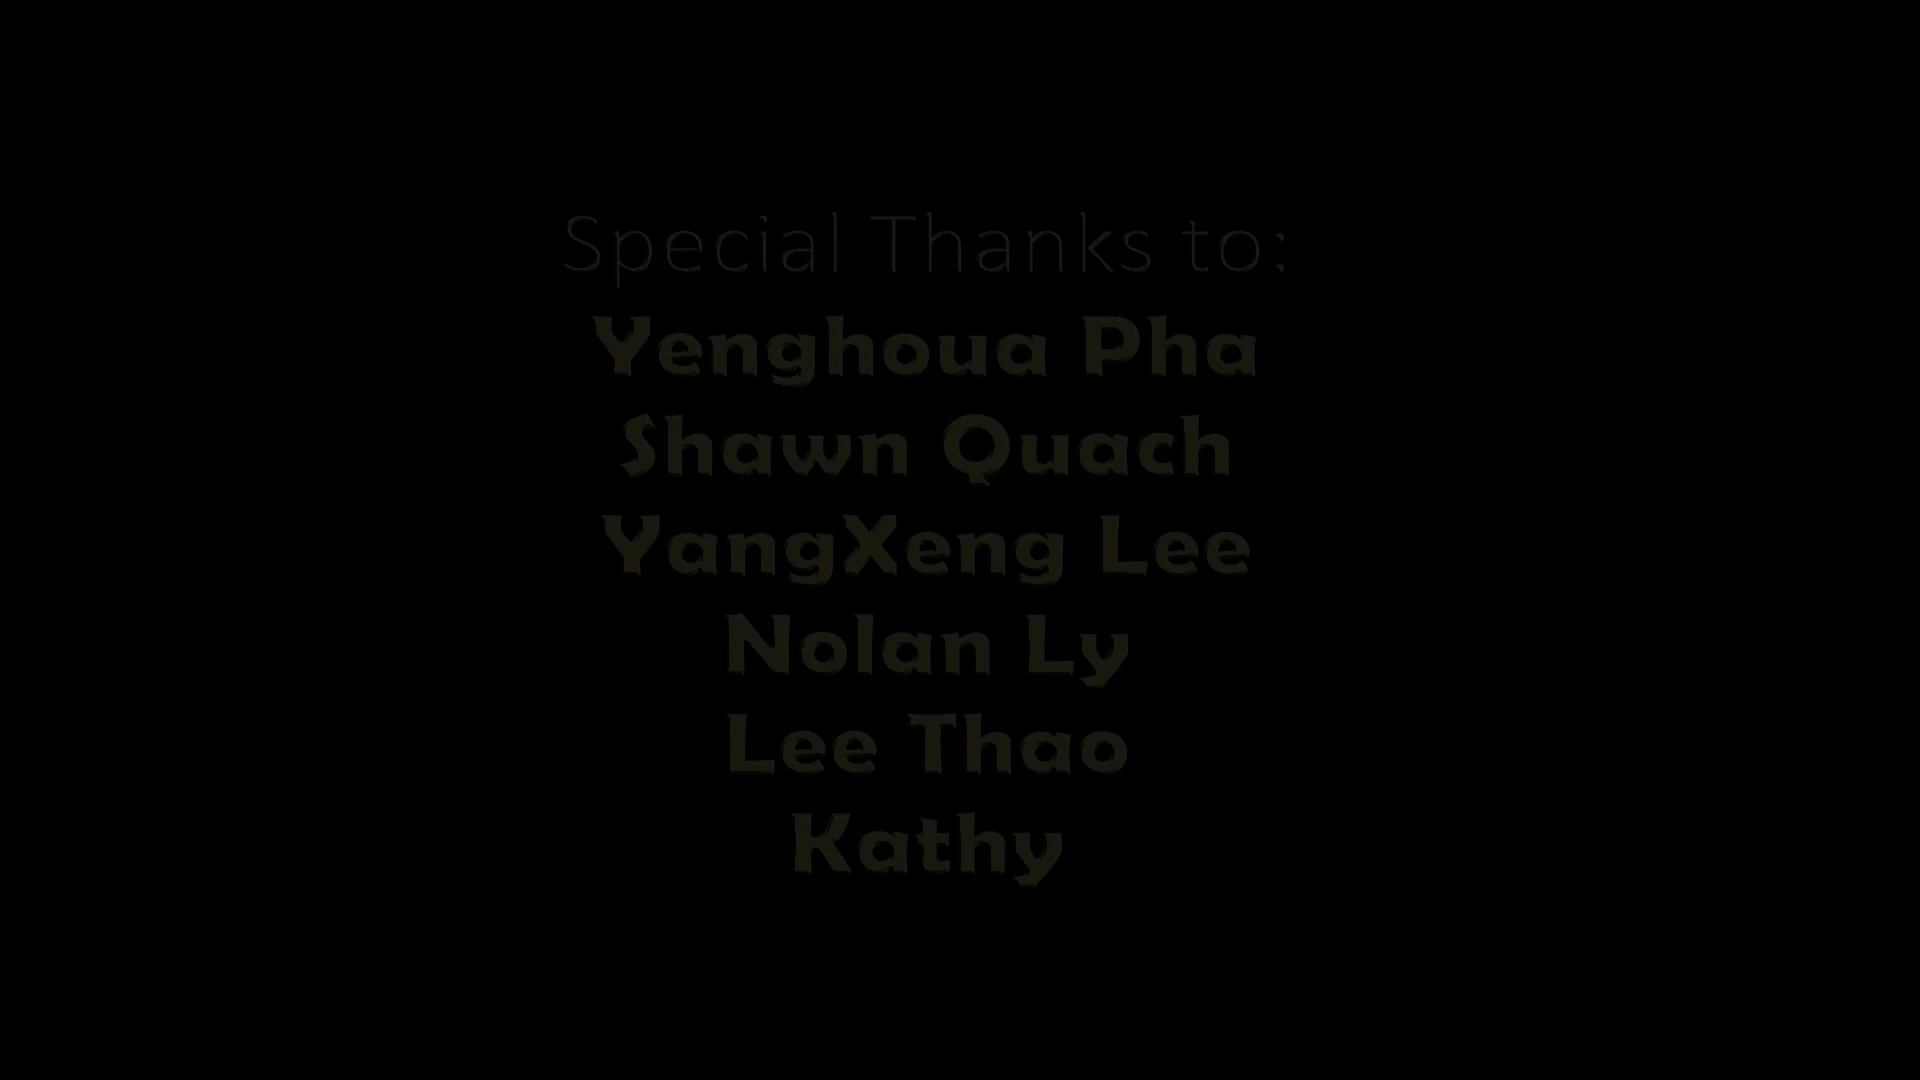 Special Thanks to:
Yenghoua Pha
Shawn Quach
YangXeng Lee
Nolan Ly
Lee Thao
Kathy